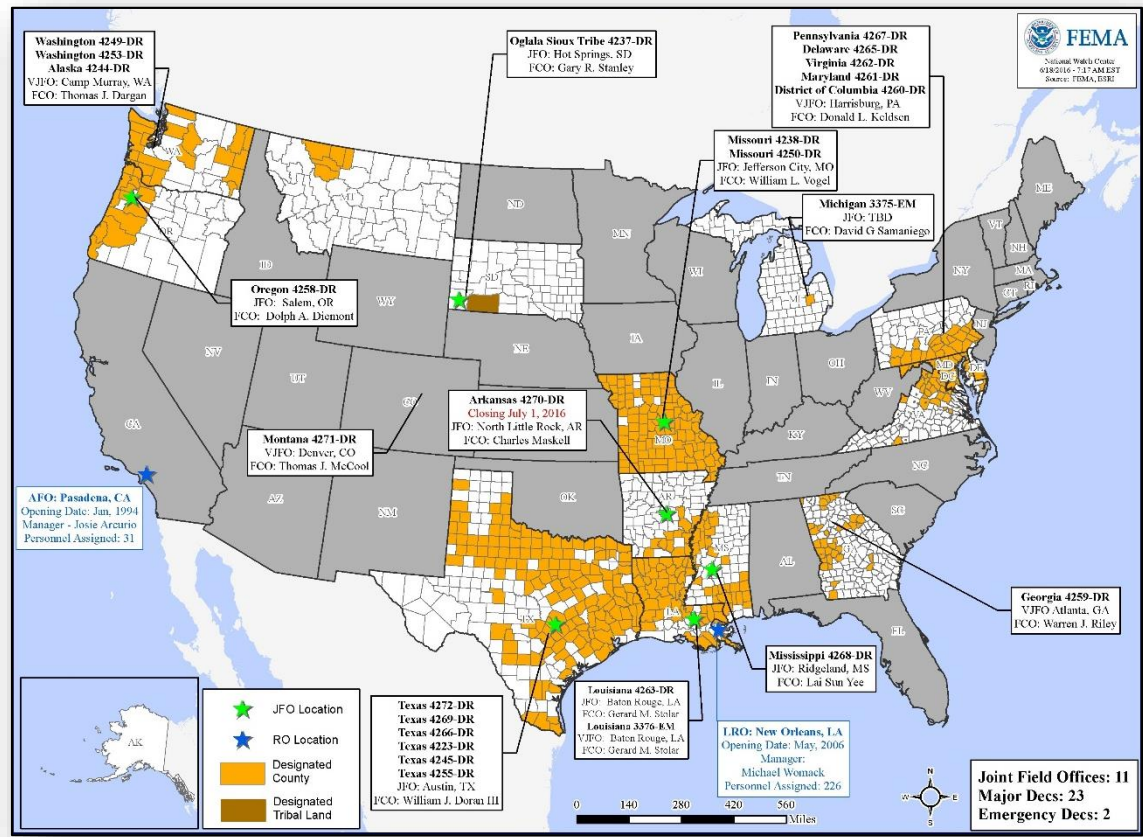 Washington 4249-DR
Washington 4253-DR
Alaska 4244-DR
VJFO: Camp Murray, WA
FCO: Thomas J. Dargan
Oglala Sioux Tribe 4237-DR
JFO: Hot Springs, SD
FCO: Gary R. Stanley
Pennsylvania 4267-DR
Delaware 4265-DR
Virginia 4262-DR
Maryland 4261-DR
District of Columbia 4260-DR
VJFO: Harrisburg, PA
FCO: Donald L. Keldsen
FEMA
National Watch Center
6/18/2016 - 7:17 AM EST
Source: FEMA, ESRI
Missouri 4238-DR
Missouri 4250-DR
JFO: Jefferson City, MO
FCO: William L. Vogel
Michigan 3375-EM
JFO: TBD
FCO: David G Samaniego
Oregon 4258-DR
JFO: Salem, OR
FCO: Dolph A. Diemont
Arkansas 4270-DR
Closing July 1, 2016
JFO: North Little Rock, AR
FCO: Charles Maskell
Montana 4271-DR
VJFO: Denver, CO
FCO: Thomas J. McCool
AFO: Pasadena, CA
Opening Date: Jan, 1994
Manager - Josie Arcurio
Personnel Assigned: 31
Georgia 4259-DR
VJFO Atlanta, GA
FCO: Warren J. Riley
Mississippi 4268-DR
JFO: Ridgeland, MS
FCO: Lai Sun Yee
Texas 4272-DR
Texas 4269-DR
Texas 4266-DR
Texas 4223-DR
Texas 4245-DR
Texas 4255-DR
JFO: Austin, TX
FCO: William J. Doran III
Louisiana 4263-DR
JFO: Baton Rouge, LA
FCO: Gerard M. Stolar
Louisiana 3376-EM
VJFO: Baton Rouge, LA
FCO: Gerard M. Stolar
LRO: New Orleans, LA
Opening Date: May, 2006
Manager:
Michael Womack
Personnel Assigned: 226
JFO Location
RO Location
Designated
County
Designated
Tribal Land
0 140 280 420 560
Miles
N
W E
S
Joint Field Offices: 11
Major Decs: 23
Emergency Decs: 2
WA
MT
ND
MN
ME
VT
NH
OR
ID
SD
WI
MI
NY
MA
RI
CT
WY
IA
PA
NJ
NE
OH
MD
DE
DC
NV
UT
CO
IL
IN
WV
VA
CA
MO
KY
AZ
NM
OK
AR
TN
NC
SC
MS
AL
GA
TX
LA
FL
AK